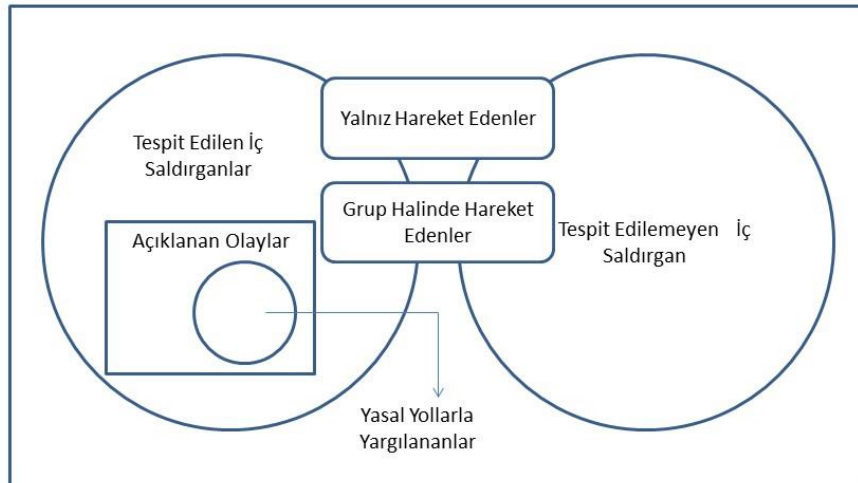 Yalnız Hareket Edenler
Tespit Edilen İç
Saldırganlar
Grup Halinde Hareket
Edenler
Tespit Edilemeyen İç
Saldırgan
Açıklanan Olaylar
Yasal Yollarla
Yargılananlar